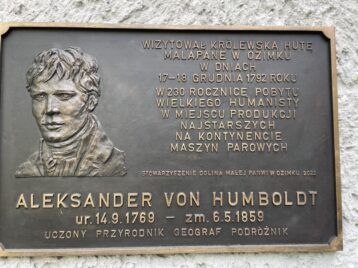 WIZYTOWAŁ KRÓLEWSKĄ HUTĘ
MALAPANE W OZIMKU
W DNIACH
17-18 GRUDNIA 1792 ROKU
W 230 ROCZNICĘ POBYTU
WIELKIEGO HUMANISTY
W MIEJSCU PRODUKCJI
NAJSTARSZYCH
NA KONTYNENCIE
MASZYN PAROWYCH
STOWARZYSZENIE DOLINA MAŁEJ PANWI W OZIMKU 2022
ALEKSANDER VON HUMBOLDT
ur. 14.9.1769 – zm. 6.5.1859
UCZONY PRZYRODNIK GEOGRAF PODRÓŻNIK